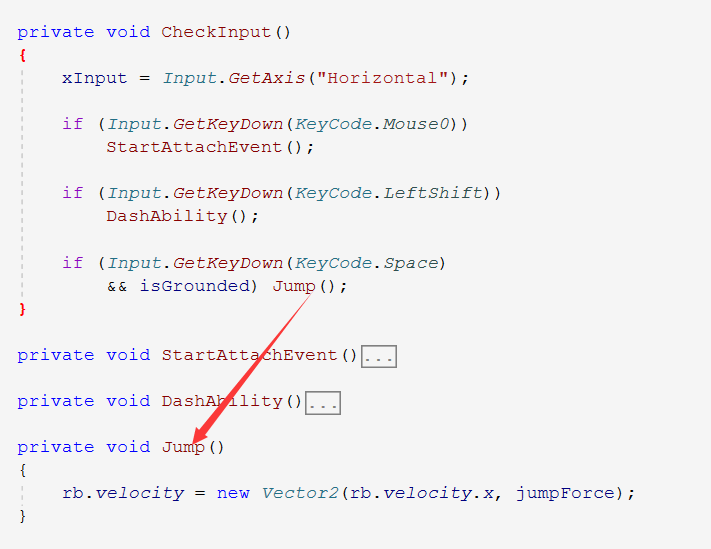 private void CheckInput()
{
xInput = Input.GetAxis("Horizontal");
if (Input.GetKeyDown(KeyCode.Mouse0))
StartAttachEvent();
if (Input.GetKeyDown(KeyCode.LeftShift))
DashAbility();
if (Input.GetKeyDown(KeyCode.Space)
&& isGrounded) Jump();
}
private void StartAttachEvent()...
private void DashAbility()...
private void Jump()
{
rb.velocity = new Vector2(rb.velocity.x, jumpForce);
}